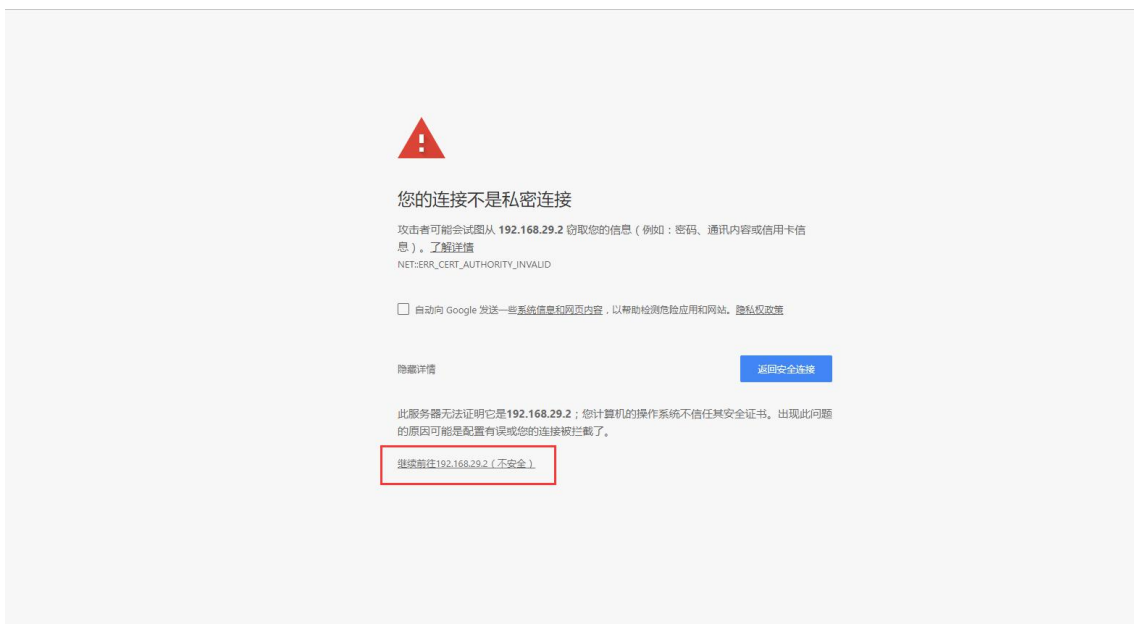 您的连接不是私密连接
攻击者可能会试图从 192.168.29.2 窃取您的信息（例如：密码、通讯内容或信用卡信
息）。了解详情
NET::ERR_CERT_AUTHORITY_INVALID
自动向 Google 发送一些系统信息和网页内容，以帮助检测危险应用和网站。隐私权政策
隐藏详情
返回安全连接
此服务器无法证明它是192.168.29.2；您计算机的操作系统不信任其安全证书。出现此问题
的原因可能是配置有误或您的连接被拦截了。
继续前往192.168.29.2（不安全）